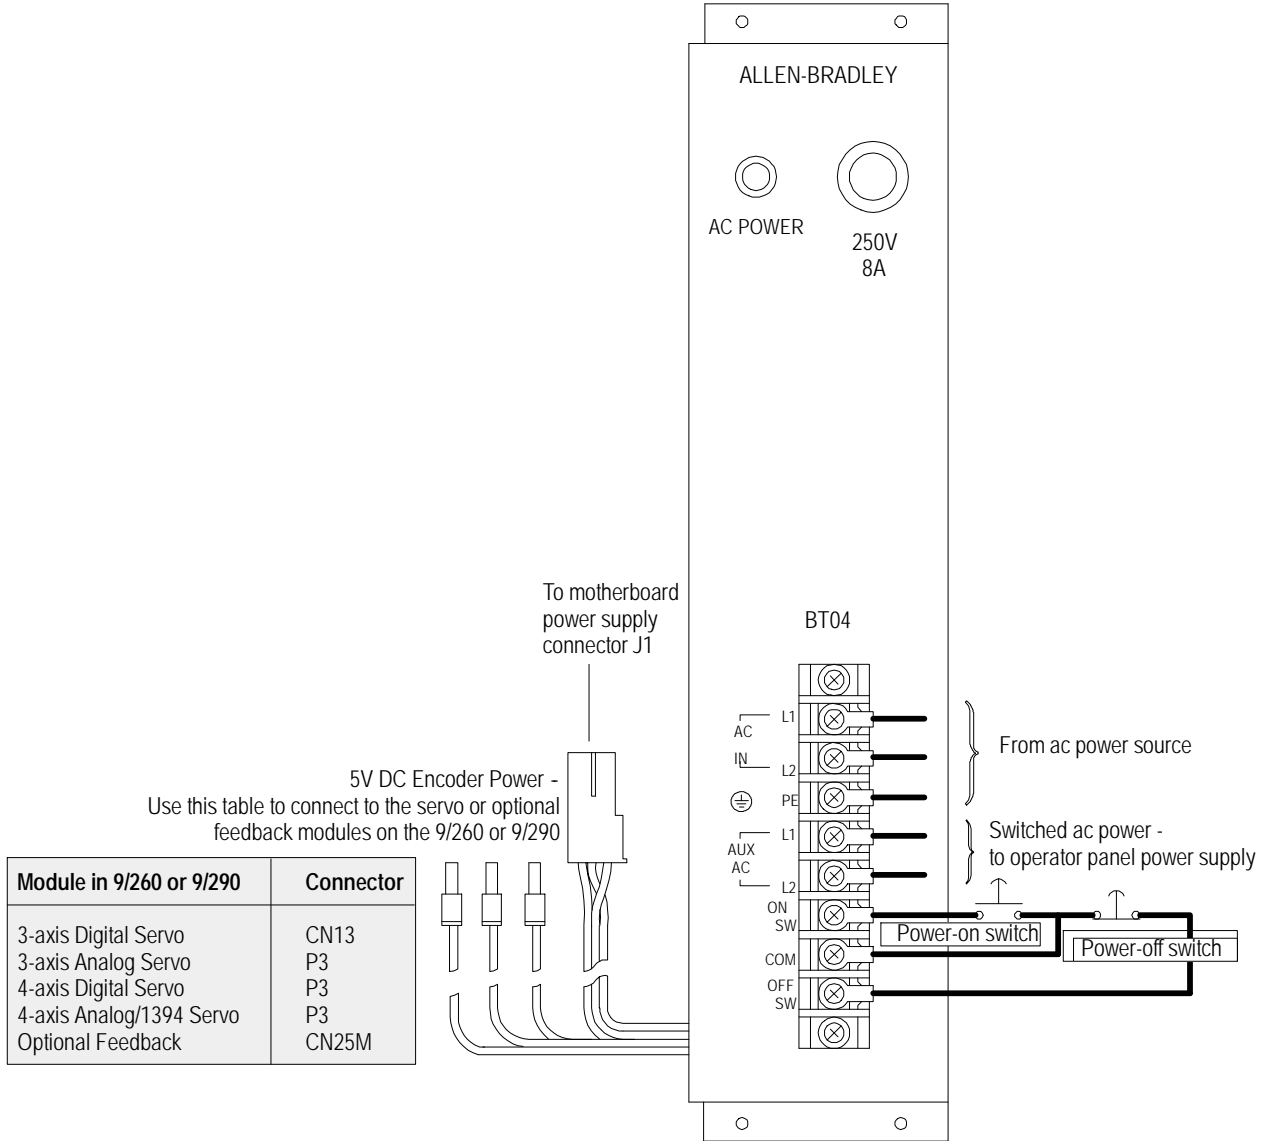 ALLEN-BRADLEY
AC POWER
250V
8A
To motherboard
power supply
connector J1
BT04
L1
AC
IN
L2
PE
From ac power source
5V DC Encoder Power -
Use this table to connect to the servo or optional
feedback modules on the 9/260 or 9/290
L1
AUX
AC
L2
Switched ac power -
to operator panel power supply
Module in 9/260 or 9/290 Connector
3-axis Digital Servo CN13
3-axis Analog Servo P3
4-axis Digital Servo P3
4-axis Analog/1394 Servo P3
Optional Feedback CN25M
ON
SW
COM
OFF
SW
Power-on switch
Power-off switch